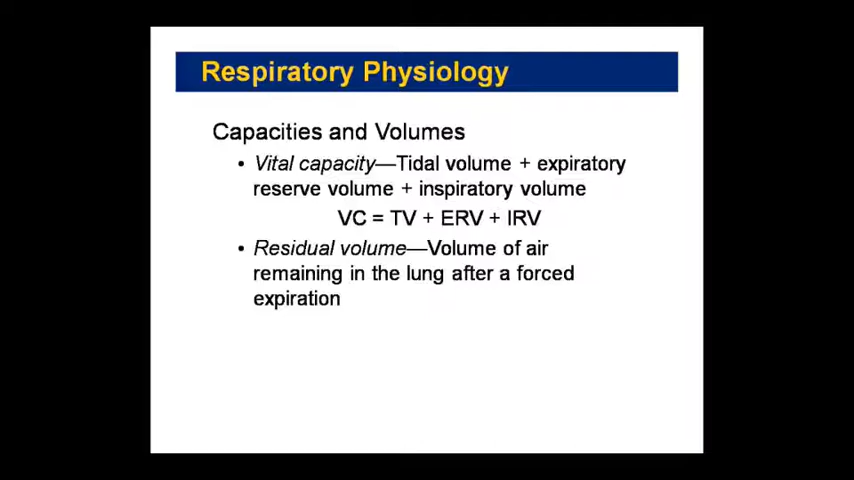 Respiratory Physiology
Capacities and Volumes
• Vital capacity—Tidal volume + expiratory
reserve volume + inspiratory volume
VC = TV + ERV + IRV
• Residual volume—Volume of air
remaining in the lung after a forced
expiration